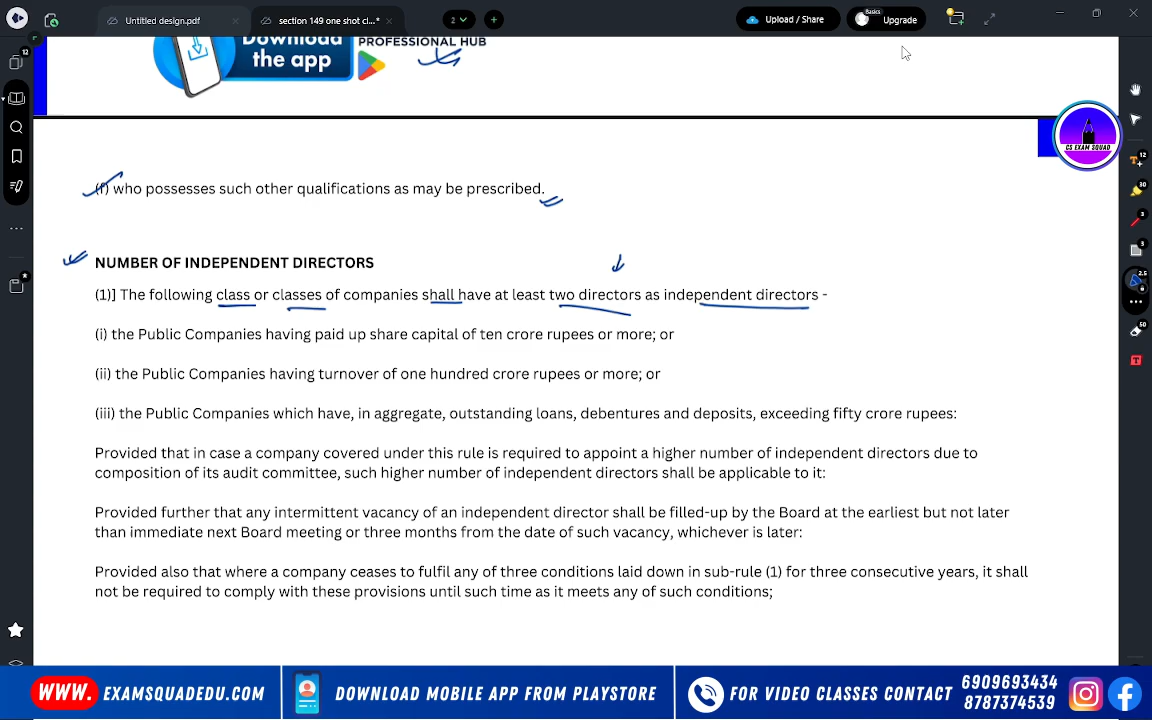 Untitled design.pdf
section 149 one shot cl...*
2
Upload / Share
Basics
Upgrade
Download
the app
PROFESSIONAL HUB
CS EXAM SQUAD
(f) who possesses such other qualifications as may be prescribed.
NUMBER OF INDEPENDENT DIRECTORS
(1)] The following class or classes of companies shall have at least two directors as independent directors -
(i) the Public Companies having paid up share capital of ten crore rupees or more; or
(ii) the Public Companies having turnover of one hundred crore rupees or more; or
(iii) the Public Companies which have, in aggregate, outstanding loans, debentures and deposits, exceeding fifty crore rupees:
Provided that in case a company covered under this rule is required to appoint a higher number of independent directors due to
composition of its audit committee, such higher number of independent directors shall be applicable to it:
Provided further that any intermittent vacancy of an independent director shall be filled-up by the Board at the earliest but not later
than immediate next Board meeting or three months from the date of such vacancy, whichever is later:
Provided also that where a company ceases to fulfil any of three conditions laid down in sub-rule (1) for three consecutive years, it shall
not be required to comply with these provisions until such time as it meets any of such conditions;
12
12
30
3
3
2.5
50
T
WWW. EXAMSQUADEDU.COM
DOWNLOAD MOBILE APP FROM PLAYSTORE
FOR VIDEO CLASSES CONTACT
6909693434
8787374539